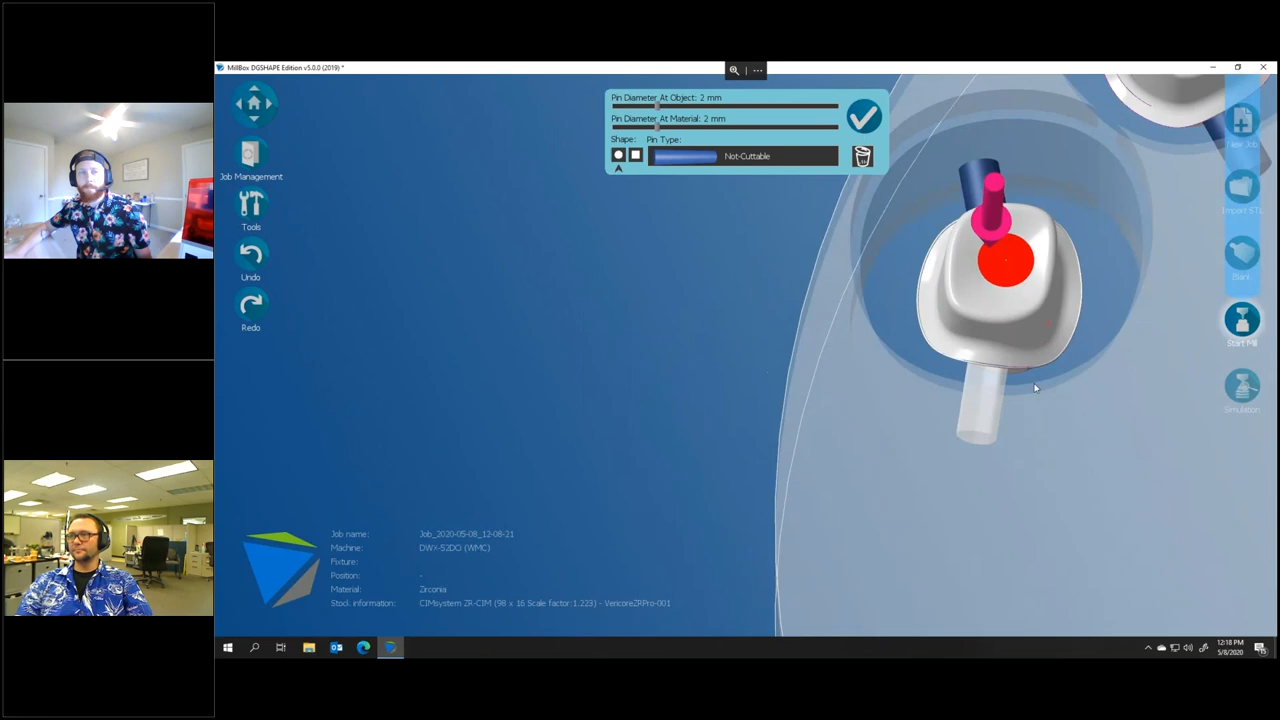 MillBox DGSHAPE Edition v5.0.0 (2019) *
Pin Diameter At Object: 2 mm
Pin Diameter At Material: 2 mm
Shape: Pin Type:
Not-Cuttable
Job Management
Tools
Undo
Redo
New Job
Import STL
Blank
Start Mill
Simulation
Job name: Job_2020-05-08_12-08-21
Machine: DWX-52DCi (WMC)
Fixture:
Position: -
Material: Zirconia
Stock information: CIMsystem ZR-CIM (98 x 16 Scale factor:1.223) - VericoreZRPro-001
12:18 PM
5/8/2020